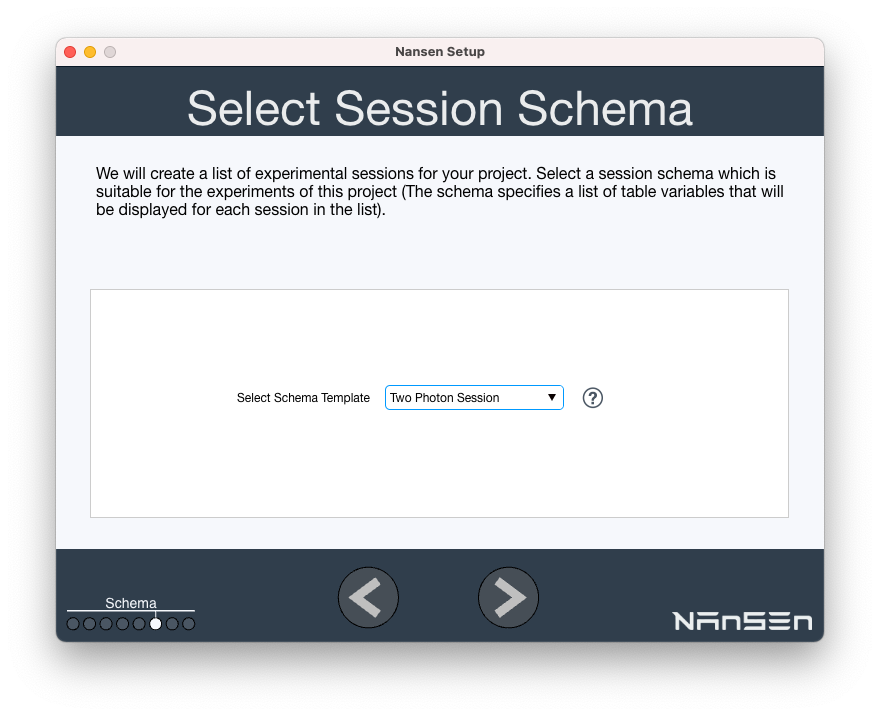 Nansen Setup
Select Session Schema
We will create a list of experimental sessions for your project. Select a session schema which is
suitable for the experiments of this project (The schema specifies a list of table variables that will
be displayed for each session in the list).
Select Schema Template Two Photon Session ▼ ?
Schema
NANSEN